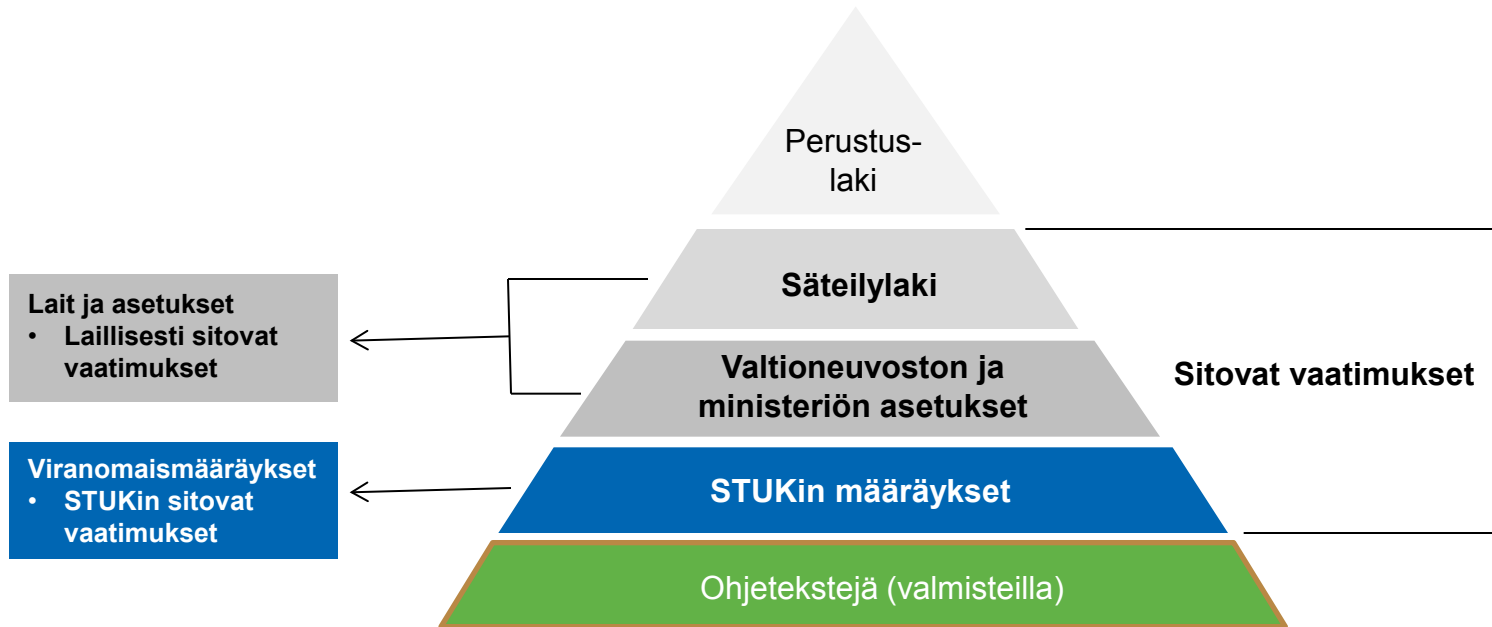 Perustus-
laki
Säteilylaki
Lait ja asetukset
• Laillisesti sitovat
vaatimukset
Valtioneuvoston ja
ministeriön asetukset
Sitovat vaatimukset
Viranomaismääräykset
• STUKin sitovat
vaatimukset
STUKin määräykset
Ohjetekstejä (valmisteilla)